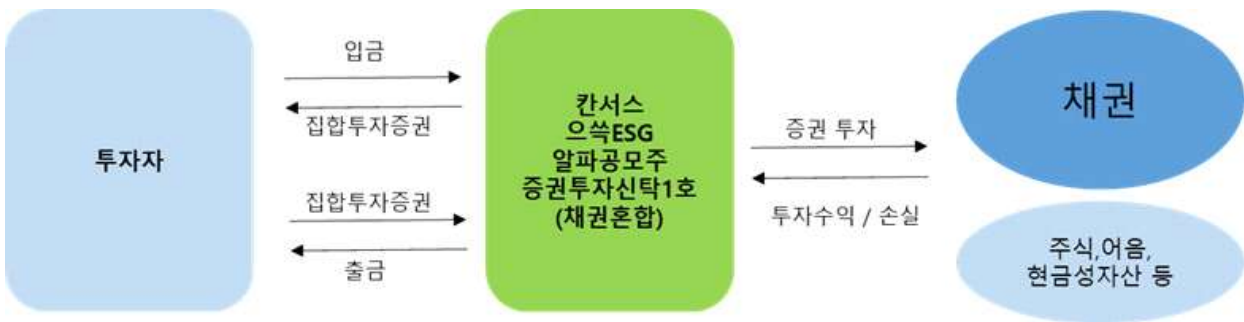 투자자
입금
집합투자증권
집합투자증권
출금
칸서스
으쓱ESG
알파공모주
증권투자신탁1호
(채권혼합)
증권 투자
투자수익 / 손실
채권
주식,어음,
현금성자산 등